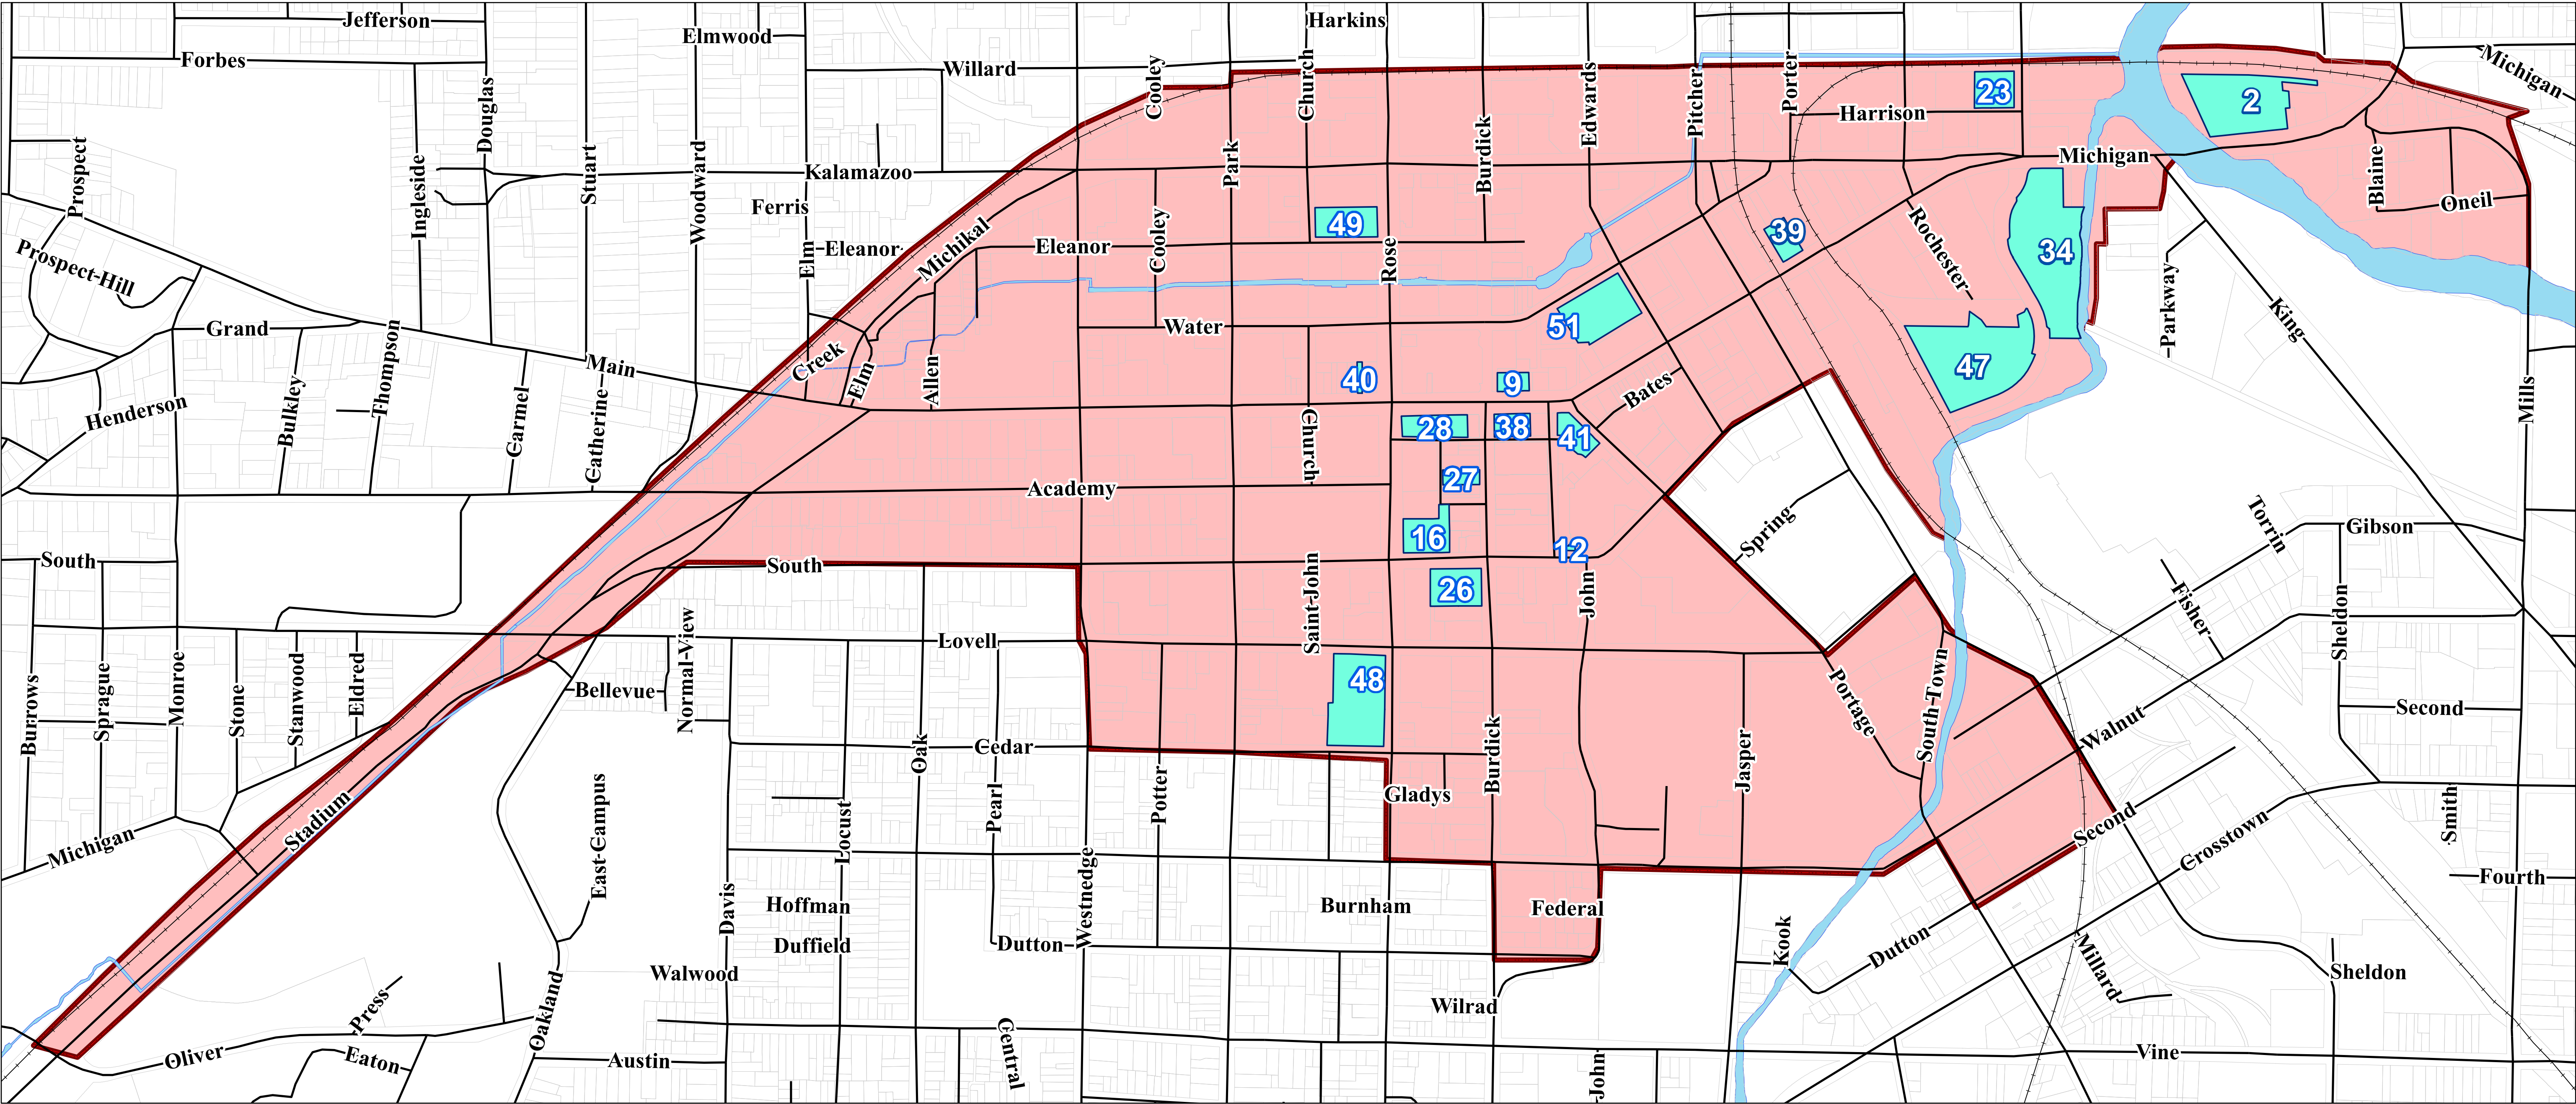 Jefferson
Harkins
Elmwood
Forbes
Willard
Michigan
Cooley
Church
Edwards
Pitcher
Porter
23
2
Douglas
Harrison
Prospect
Ingleside
Stuart
Woodward
Kalamazoo
Park
Burdick
Michigan
Blaine
Oneil
Ferris
49
39
Rochester
34
Prospect-Hill
Elm
Eleanor
Michikal
Eleanor
Cooley
Rose
Parkway
King
Grand
Thompson
Water
51
Main
Creek
Elm
Allen
40
9
Bates
47
Mills
Henderson
Bulkley
Carmel
Catherine
Church
28
38
41
Academy
27
16
12
Spring
Torrin
Gibson
South
South
Saint-John
26
John
Fisher
Sheldon
Lovell
Burrows
Sprague
Monroe
Stone
Stanwood
Eldred
Bellevue
Normal-View
48
Portage
South-Town
Second
Walnut
Oak
Cedar
Burdick
Jasper
Pearl
Potter
Gladys
Michigan
Stadium
East-Campus
Locust
Second
Crosstown
Smith
Fourth
Davis
Hoffman
Westnedge
Burnham
Federal
Duffield
Dutton
Kook
Dutton
Millard
Sheldon
Walwood
Wilrad
Press
Oakland
Oliver
Eaton
Austin
Central
John
Vine